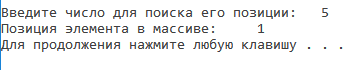 Введите число для поиска его позиции:   5
Позиция элемента в массиве:     1
Для продолжения нажмите любую клавишу . . .